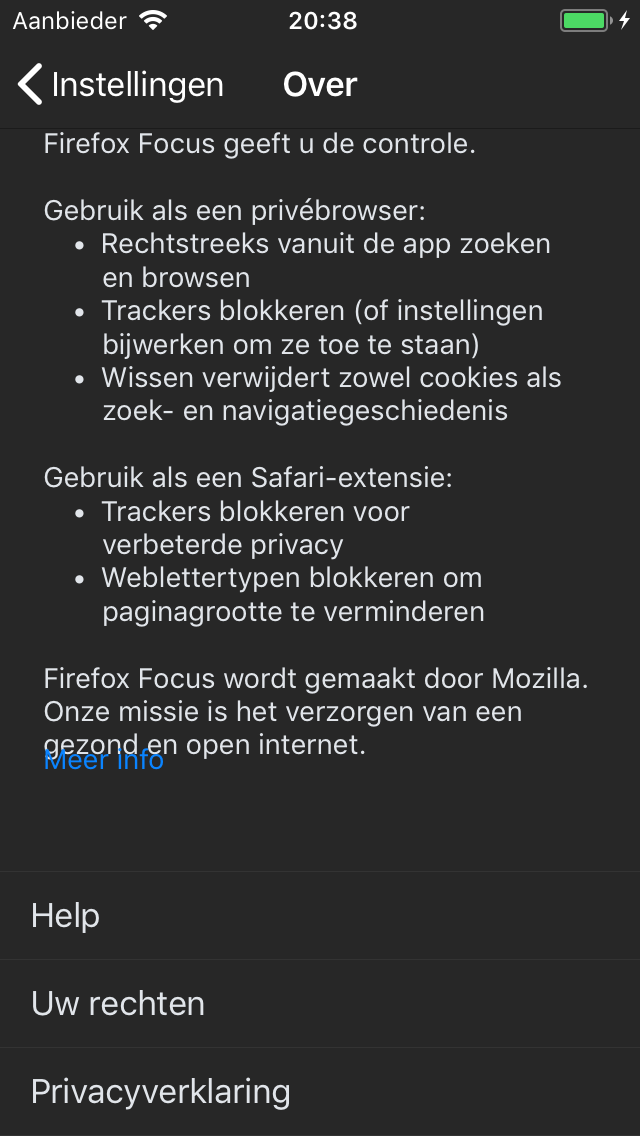 Aanbieder 20:38
Instellingen Over
Firefox Focus geeft u de controle.
Gebruik als een privébrowser:
• Rechtstreeks vanuit de app zoeken
en browsen
• Trackers blokkeren (of instellingen
bijwerken om ze toe te staan)
• Wissen verwijdert zowel cookies als
zoek- en navigatiegeschiedenis
Gebruik als een Safari-extensie:
• Trackers blokkeren voor
verbeterde privacy
• Weblettertypen blokkeren om
paginagrootte te verminderen
Firefox Focus wordt gemaakt door Mozilla.
Onze missie is het verzorgen van een
gezond en open internet.
Meer info
Help
Uw rechten
Privacyverklaring